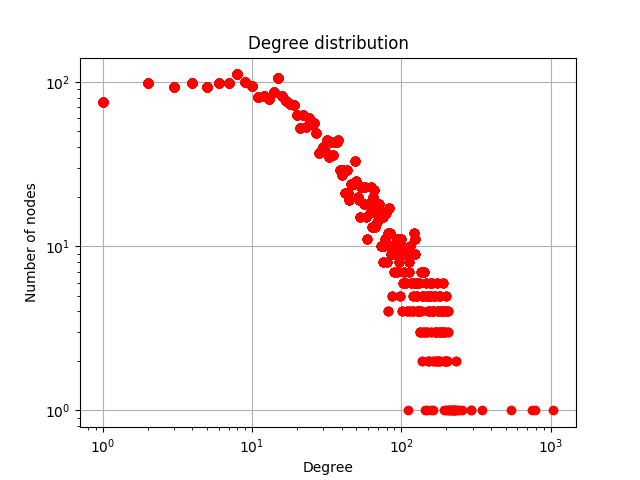 Degree distribution
Number of nodes
10²
10¹
10⁰
10⁰ 10¹ 10² 10³
Degree